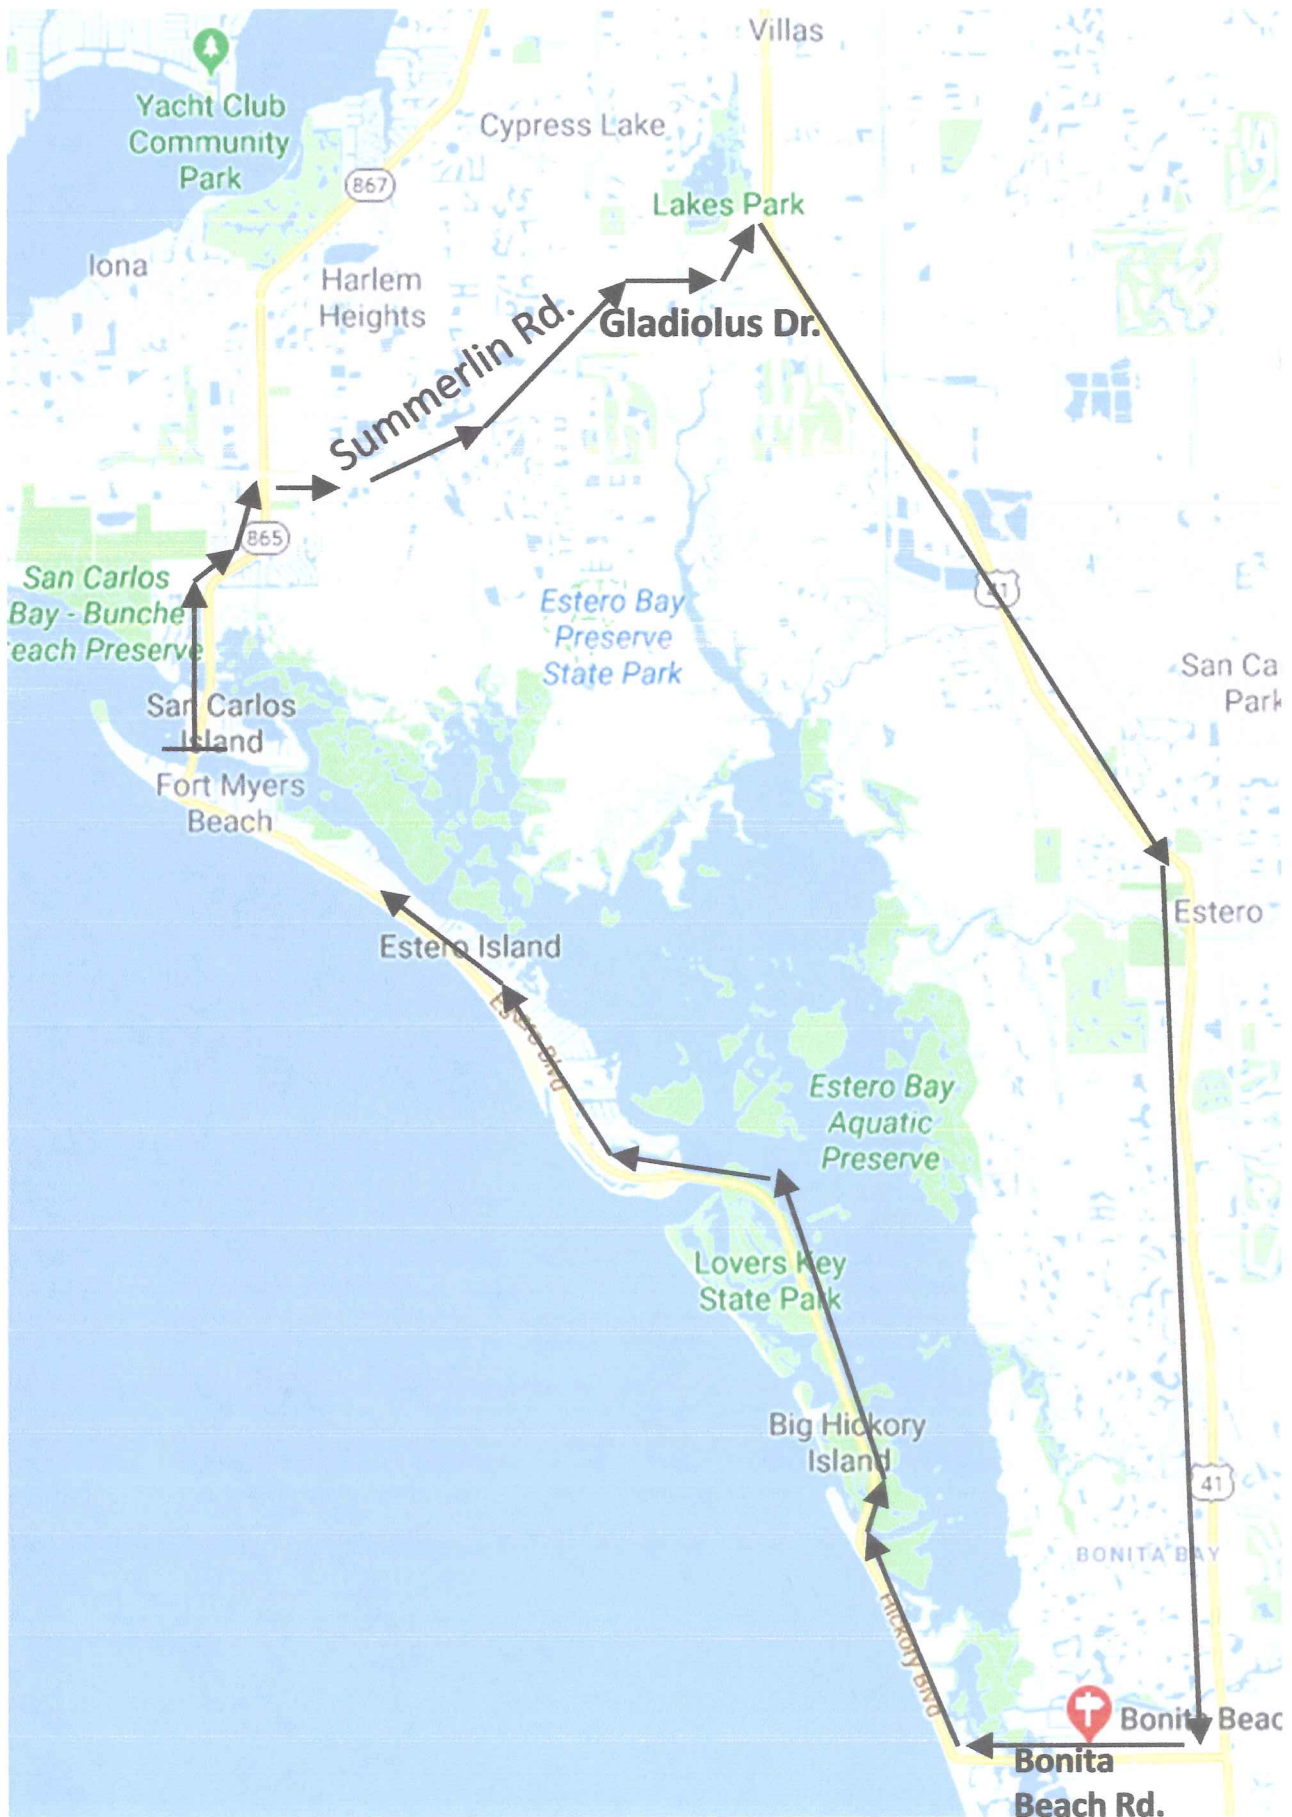 Villas
Yacht Club
Community
Park
Cypress Lake
867
Lakes Park
Iona
Harlem
Heights
Summerlin Rd.
Gladiolus Dr.
865
San Carlos
Bay - Bunche
each Preserve
Estero Bay
Preserve
State Park
41
San Ca
Park
San Carlos
Island
Fort Myers
Beach
Estero
Estero Island
Estero Blvd
Estero Bay
Aquatic
Preserve
Lovers Key
State Park
Big Hickory
Island
41
BONITA BAY
Hickory Blvd
Bonita Beac
Bonita
Beach Rd.